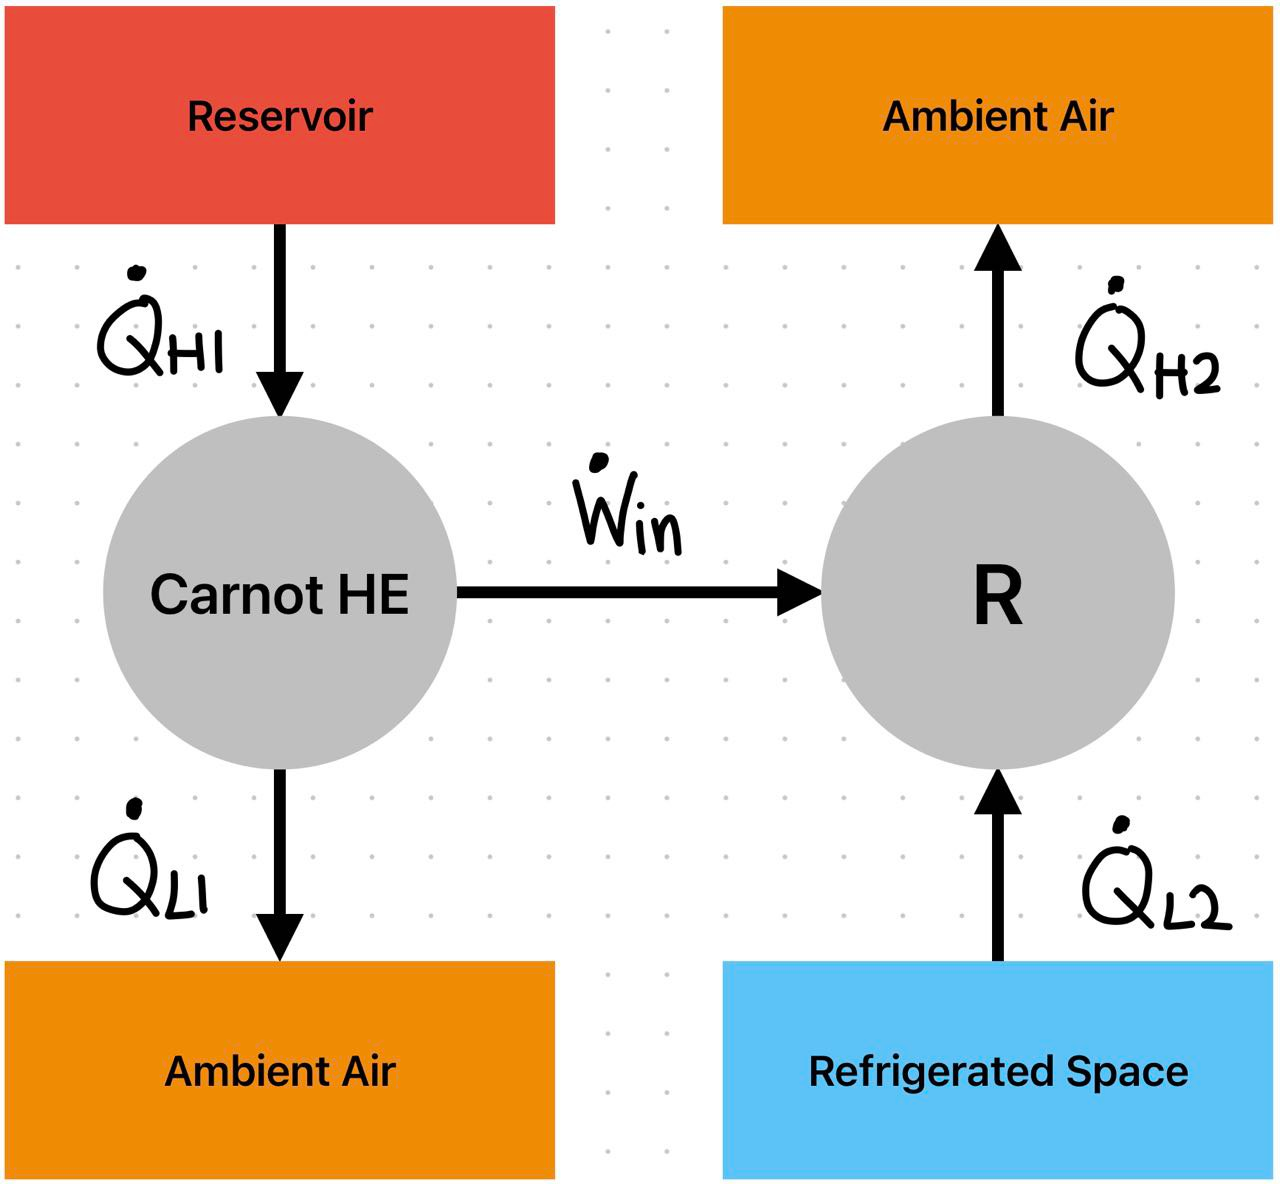 Reservoir
Ambient Air
Q̇H1
Q̇H2
Ẇin
Carnot HE
R
Q̇L1
Q̇L2
Ambient Air
Refrigerated Space